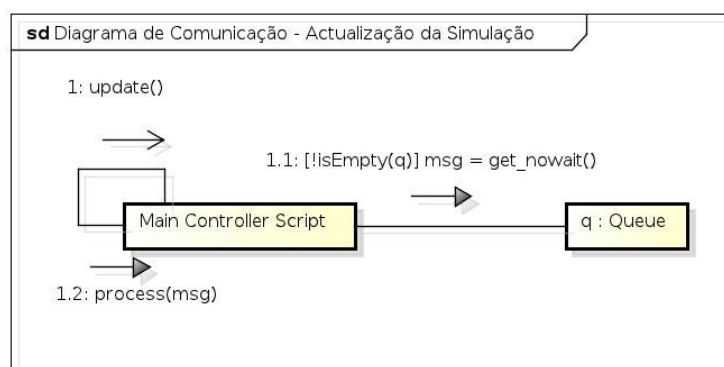 sd Diagrama de Comunicação - Actualização da Simulação
1: update()
1.1: [!isEmpty(q)] msg = get_nowait()
Main Controller Script
q : Queue
1.2: process(msg)